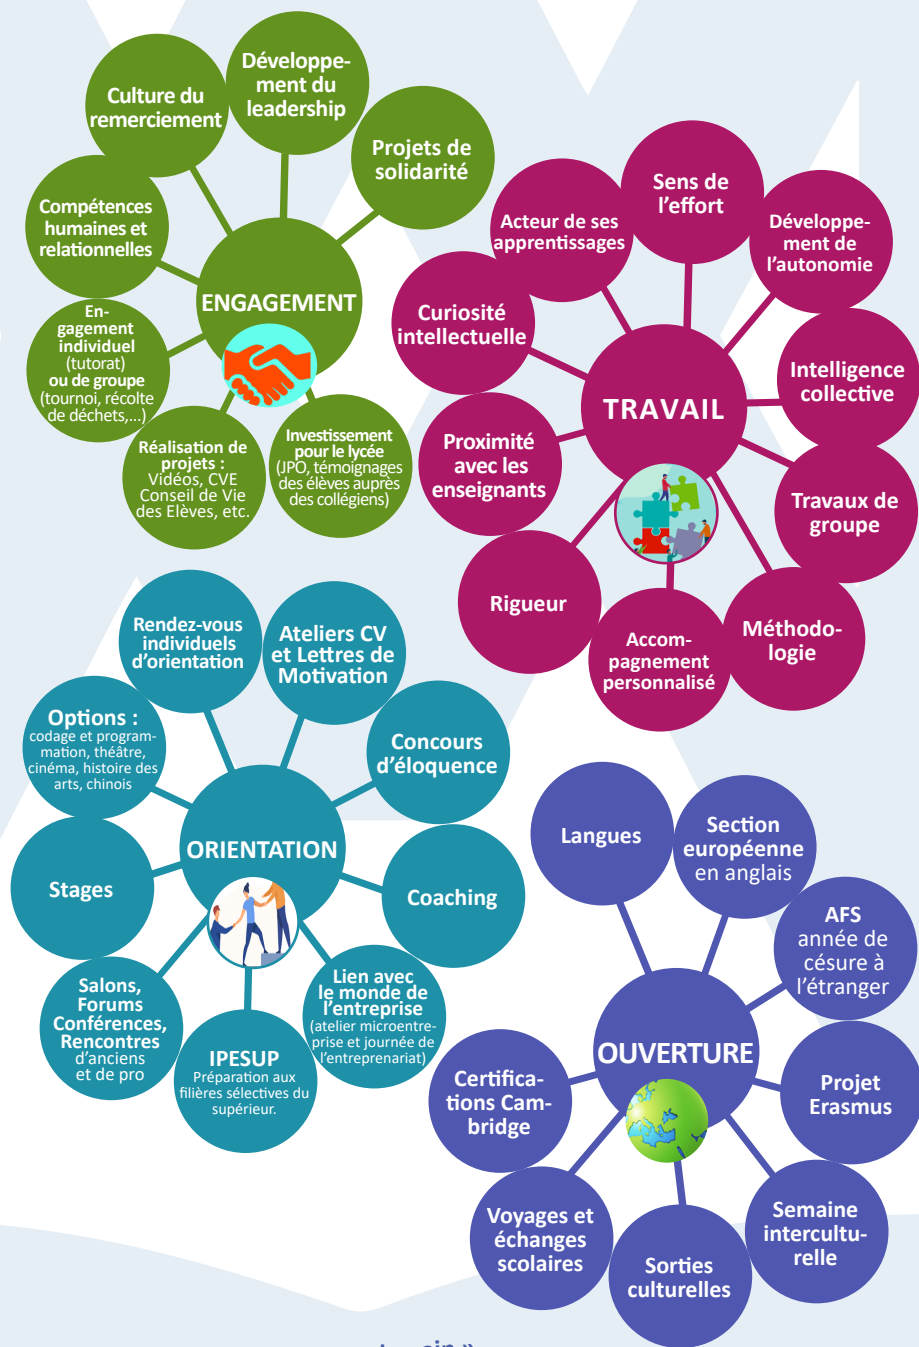 ENGAGEMENT
Culture du
remerciement
Développe-
ment du
leadership
Projets de
solidarité
Compétences
humaines et
relationnelles
En-
gagement
individuel
(tutorat)
ou de groupe
(tournoi, récolte
de déchets,...)
Réalisation de
projets :
Vidéos, CVE
Conseil de Vie
des Elèves, etc.
Investissement
pour le lycée
(JPO, témoignages
des élèves auprès
des collégiens)
TRAVAIL
Sens de
l’effort
Acteur de ses
apprentissages
Développe-
ment de
l’autonomie
Curiosité
intellectuelle
Intelligence
collective
Proximité
avec les
enseignants
Travaux de
groupe
Rigueur
Accom-
pagnement
personnalisé
Méthodo-
logie
ORIENTATION
Rendez-vous
individuels
d’orientation
Ateliers CV
et Lettres de
Motivation
Options :
codage et program-
mation, théâtre,
cinéma, histoire des
arts, chinois
Concours
d’éloquence
Stages
Coaching
Salons,
Forums
Conférences,
Rencontres
d’anciens
et de pro
IPESUP
Préparation aux
filières sélectives du
supérieur.
Lien avec
le monde de
l’entreprise
(atelier microentre-
prise et journée de
l’entreprenariat)
OUVERTURE
Langues
Section
européenne
en anglais
AFS
année de
césure à
l’étranger
Certifica-
tions Cam-
bridge
Projet
Erasmus
Voyages et
échanges
scolaires
Sorties
culturelles
Semaine
intercultu-
relle